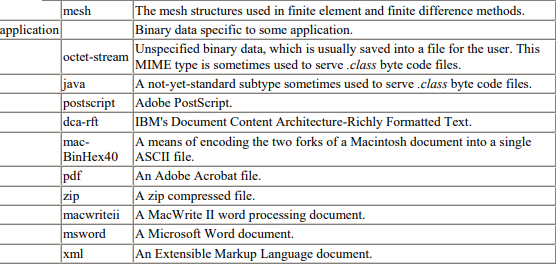 mesh The mesh structures used in finite element and finite difference methods.
application Binary data specific to some application.
octet-stream Unspecified binary data, which is usually saved into a file for the user. This
MIME type is sometimes used to serve .class byte code files.
java A not-yet-standard subtype sometimes used to serve .class byte code files.
postscript Adobe PostScript.
dca-rft IBM's Document Content Architecture-Richly Formatted Text.
mac- A means of encoding the two forks of a Macintosh document into a single
BinHex40 ASCII file.
pdf An Adobe Acrobat file.
zip A zip compressed file.
macwriteii A MacWrite II word processing document.
msword A Microsoft Word document.
xml An Extensible Markup Language document.